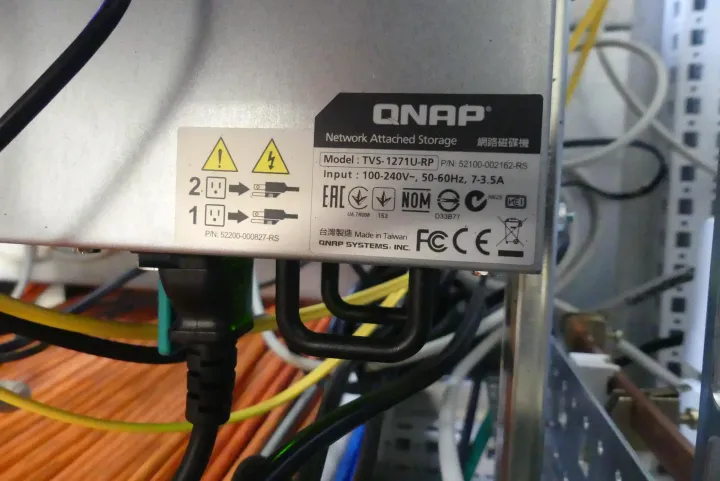 QNAP®
Network Attached Storage 網路磁碟機
Model : TVS-1271U-RP P/N: 52100-002162-RS
Input : 100-240V~, 50-60Hz, 7-3.5A
2
1
P/N: 52200-000827-RS
EAC NOM
D33B77
台灣製造 Made in Taiwan
QNAP SYSTEMS, INC.
FC CE